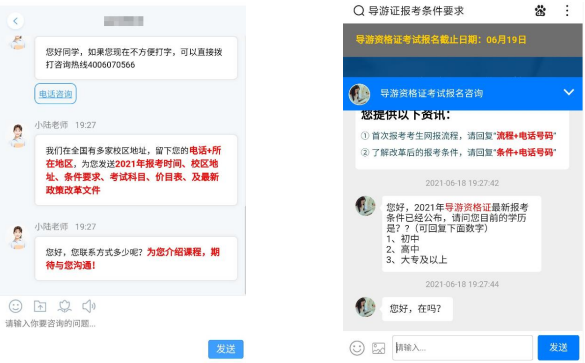 您好同学，如果您现在不方便打字，可以直接拨
打咨询热线4006070566
电话咨询
小陆老师 19:27
我们在全国有多家校区地址，留下您的电话+所
在地区，为您发送2021年报考时间、校区地
址、条件要求、考试科目、价目表、及最新
政策改革文件
小陆老师 19:27
您好，您联系方式多少呢？为您介绍课程，期
待与您沟通！
请输入你要咨询的问题...
发送
导游证报考条件要求
导游资格证考试报名截止日期：06月19日
导游资格证考试报名咨询
您提供以下资讯：
① 首次报考考生网报流程，请回复"流程+电话号码"
② 了解改革后的报考条件，请回复"条件+电话号码"
2021-06-18 19:27:42
您好，2021年导游资格证最新报考
条件已经公布，请问您目前的学历
是？？（可回复下面数字）
1、初中
2、高中
3、大专及以上
2021-06-18 19:27:44
您好，在吗？
请输入...
发送